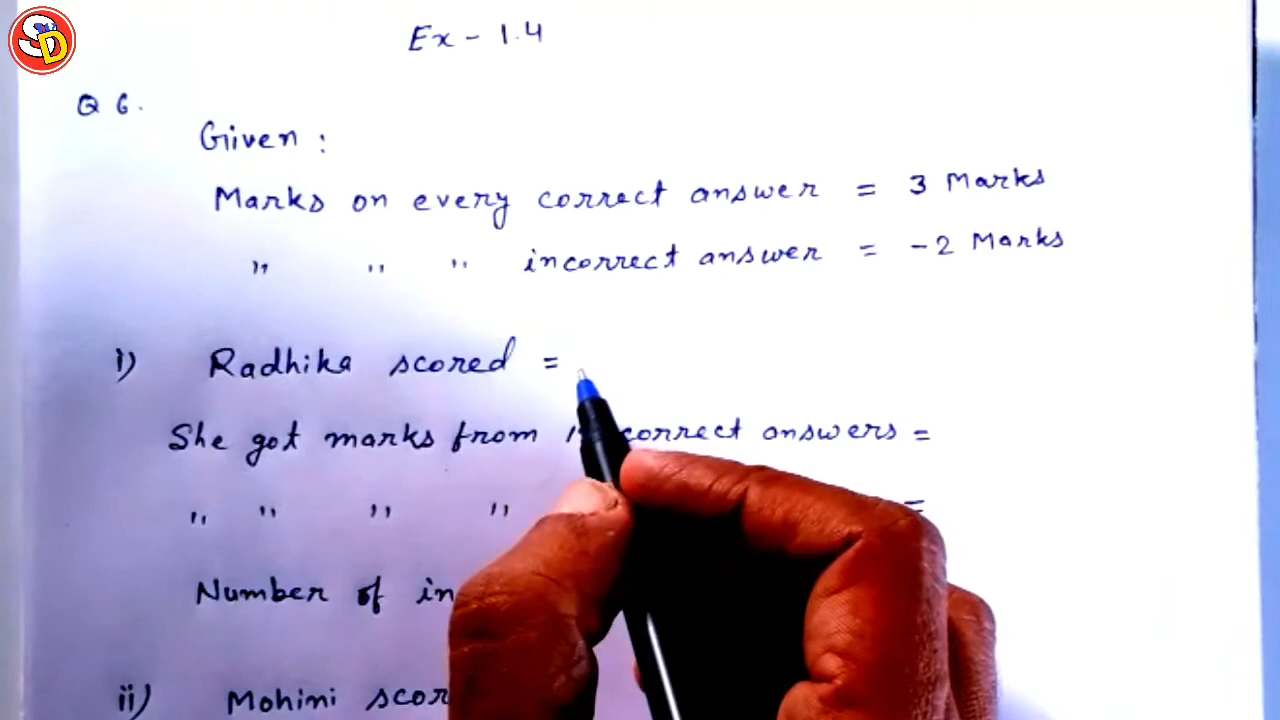 SD
Ex - 1.4
Q 6.
Given :
Marks on every correct answer = 3 Marks
" " " incorrect answer = -2 Marks
i) Radhika scored =
She got marks from correct answers =
" " " " =
Number of in
ii) Mohini scor